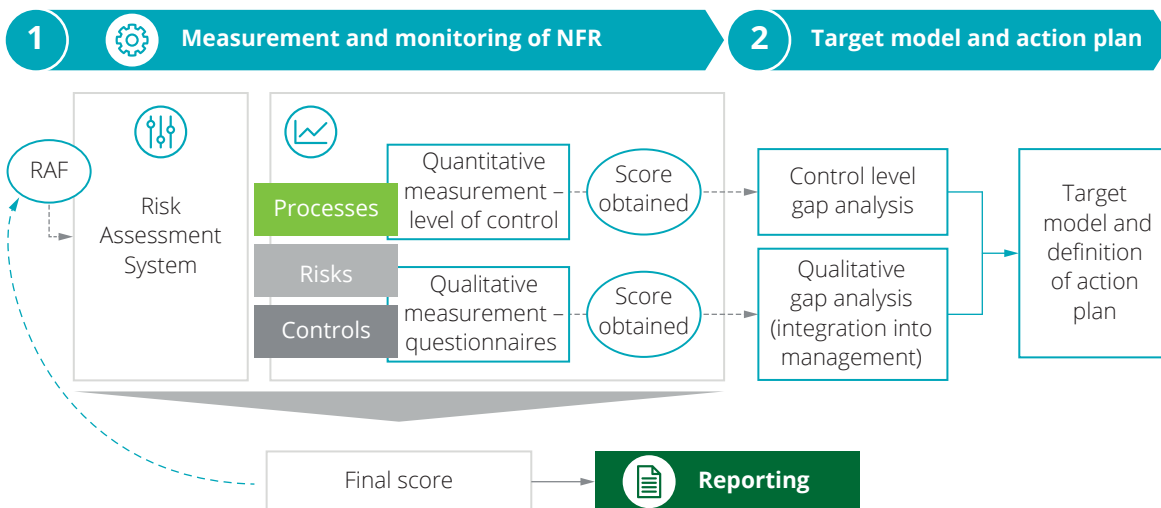 1
Measurement and monitoring of NFR
2
Target model and action plan
RAF
Risk
Assessment
System
Processes
Risks
Controls
Quantitative
measurement –
level of control
Score
obtained
Qualitative
measurement –
questionnaires
Score
obtained
Control level
gap analysis
Qualitative
gap analysis
(integration into
management)
Target
model and
definition
of action
plan
Final score
Reporting